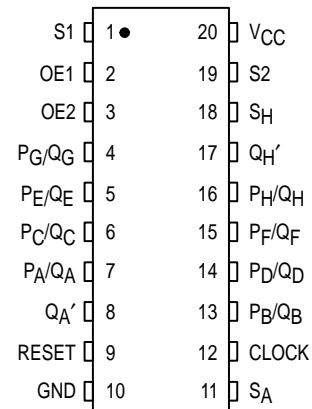 S1 1 20 VCC
OE1 2 19 S2
OE2 3 18 SH
PG/QG 4 17 QH′
PE/QE 5 16 PH/QH
PC/QC 6 15 PF/QF
PA/QA 7 14 PD/QD
QA′ 8 13 PB/QB
RESET 9 12 CLOCK
GND 10 11 SA